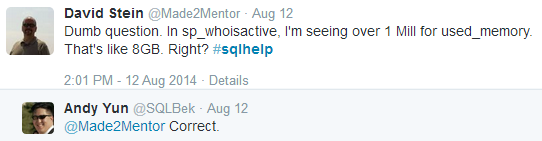 David Stein @Made2Mentor · Aug 12
Dumb question. In sp_whoisactive, I'm seeing over 1 Mill for used_memory.
That's like 8GB. Right? #sqlhelp
2:01 PM - 12 Aug 2014 · Details
Andy Yun @SQLBek · Aug 12
@Made2Mentor Correct.